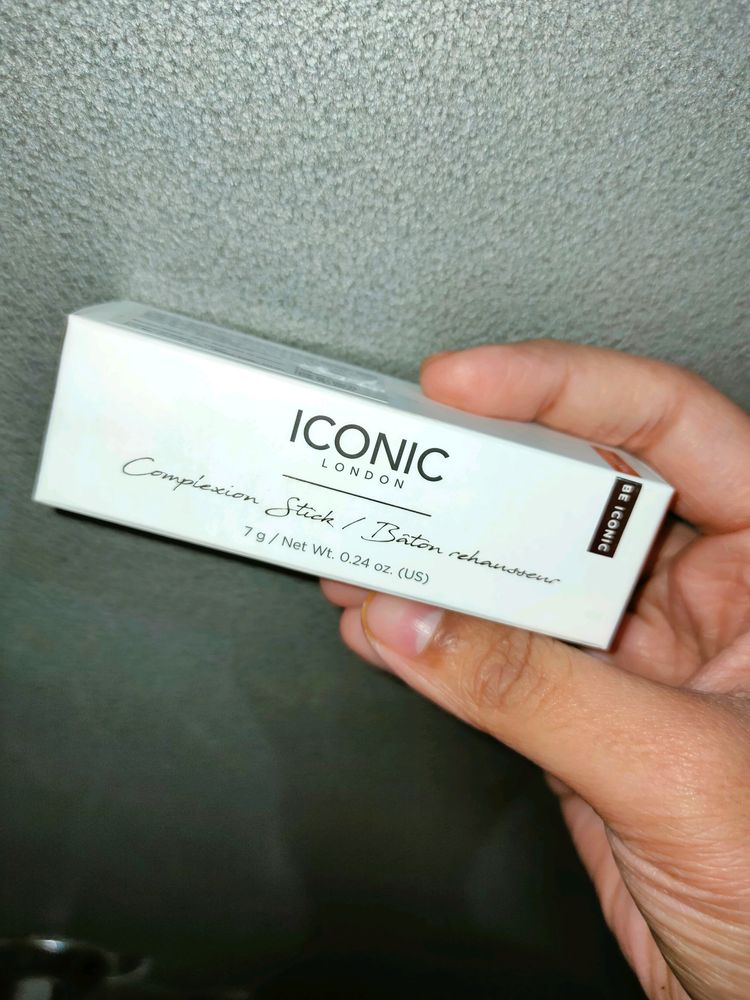 ICONIC
LONDON
Complexion Stick / Bâton rehausseur
7 g / Net Wt. 0.24 oz. (US)
BE ICONIC